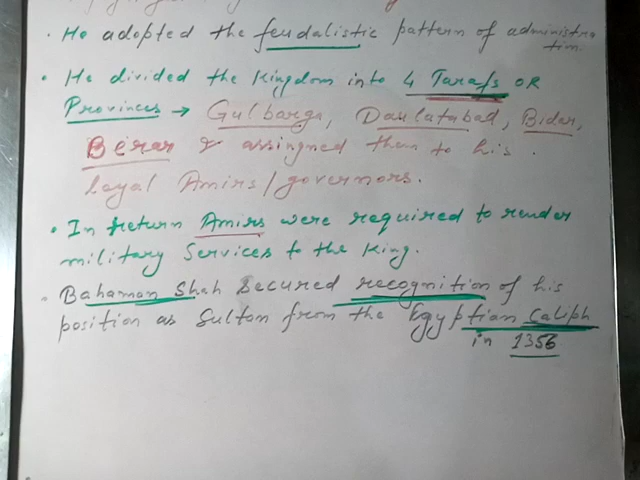 · He adopted the feudalistic pattern of administra
tion
• He divided the Kingdom into 4 Tarafs OR
Provinces → Gulbarga, Daulatabad, Bidar,
Berar & assingned them to his .
loyal Amirs/governors.
• In return Amirs were required to render
military Services to the King.
• Bahaman Shah Secured recognition of his
position as Sultan from the Egyptian Caliph
in 1356